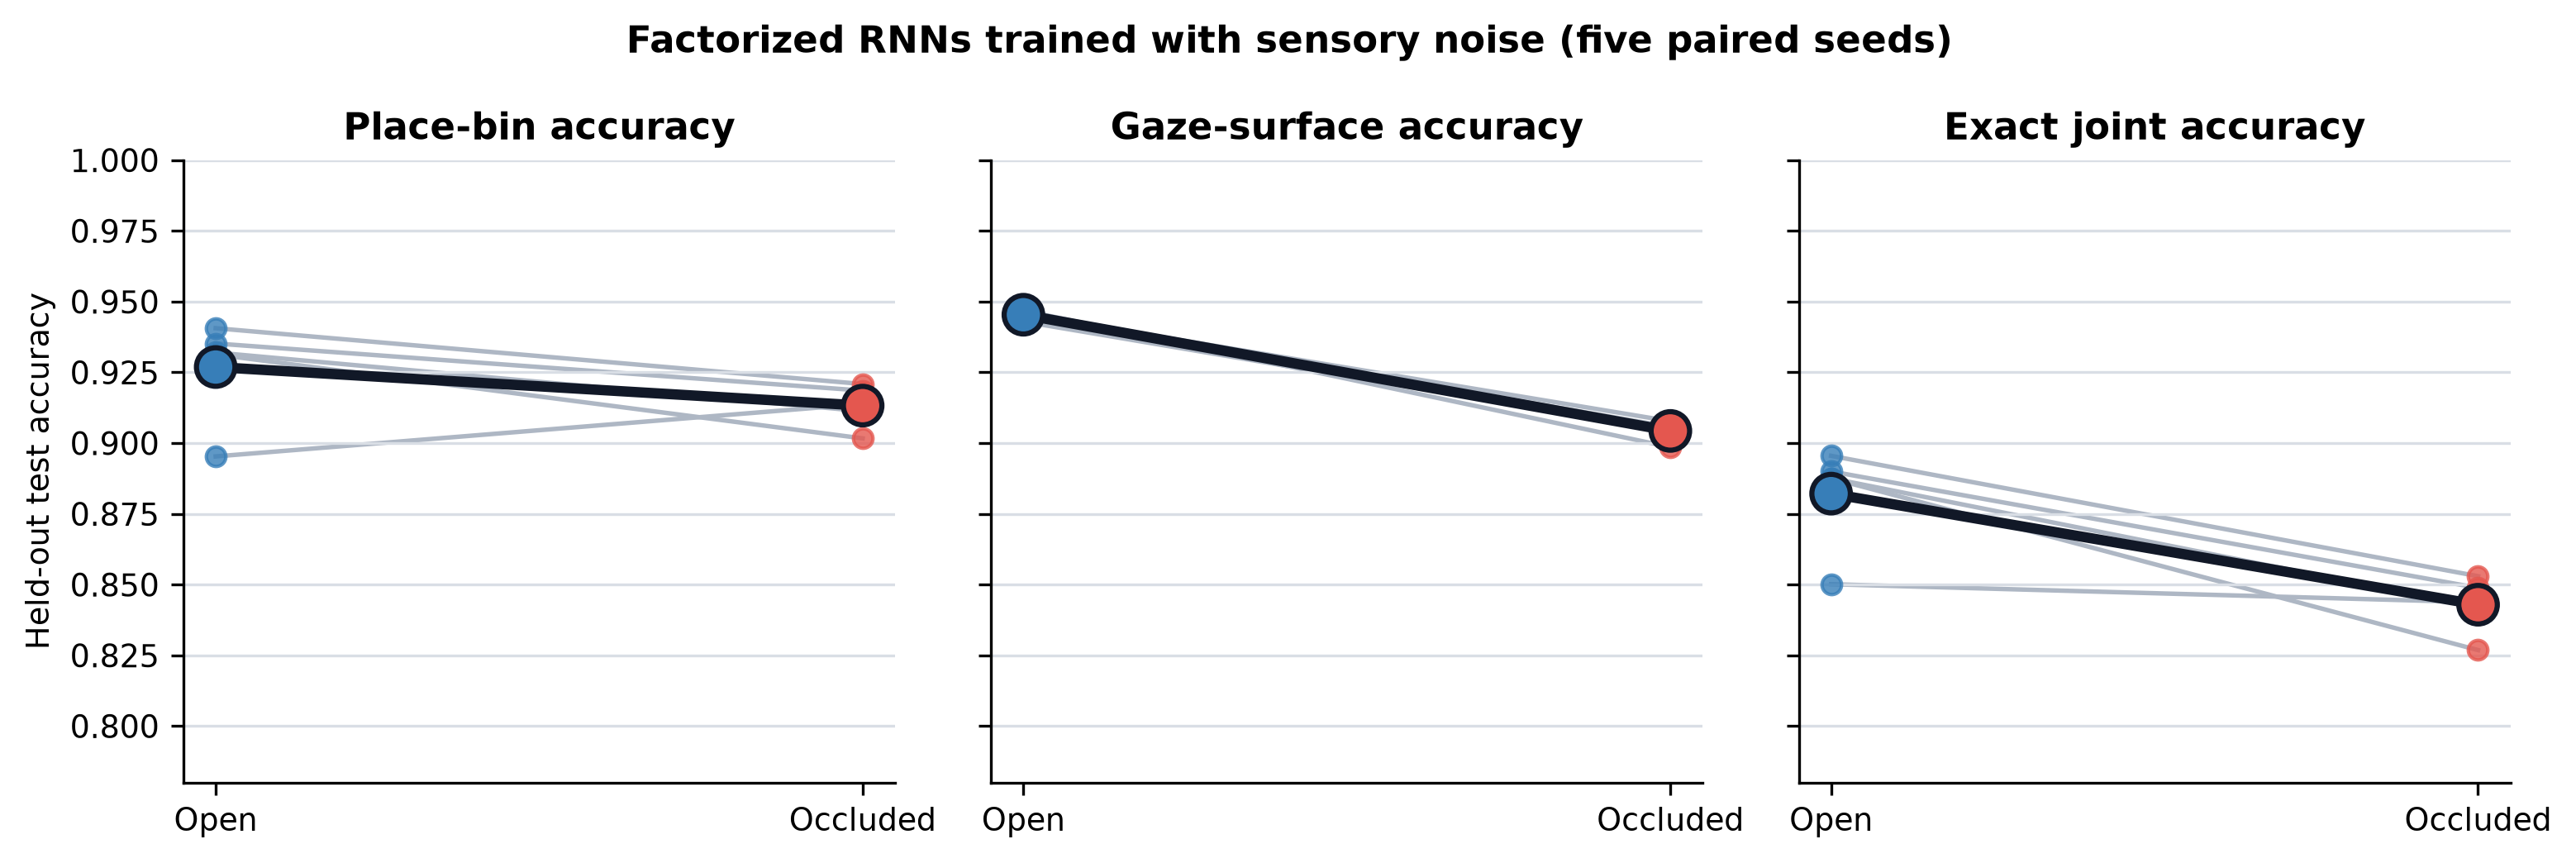 Factorized RNNs trained with sensory noise (five paired seeds)
Place-bin accuracy
Gaze-surface accuracy
Exact joint accuracy
Held-out test accuracy
1.000
0.975
0.950
0.925
0.900
0.875
0.850
0.825
0.800
Open
Occluded
Open
Occluded
Open
Occluded